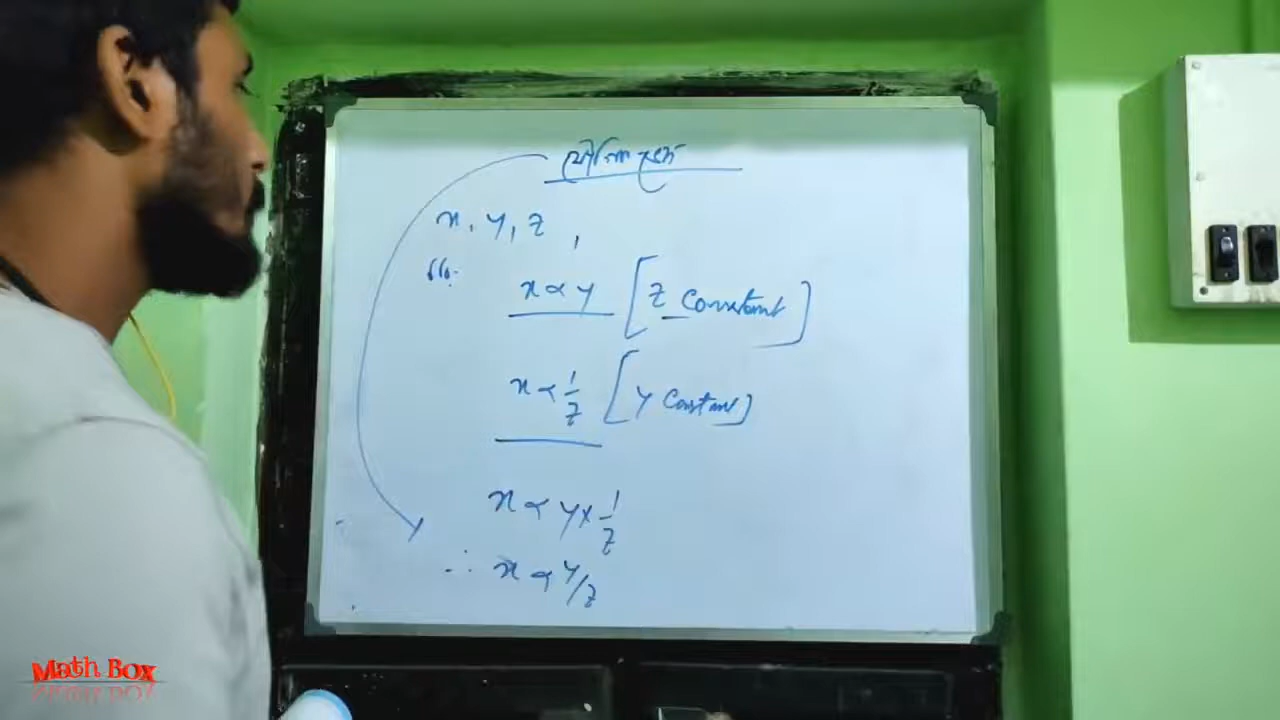 যৌগিক ভেদ
x, y, z,
x ∝ y [z constant]
x ∝ 1/z [y constant]
x ∝ y × 1/z
∴ x ∝ y/z
Math Box